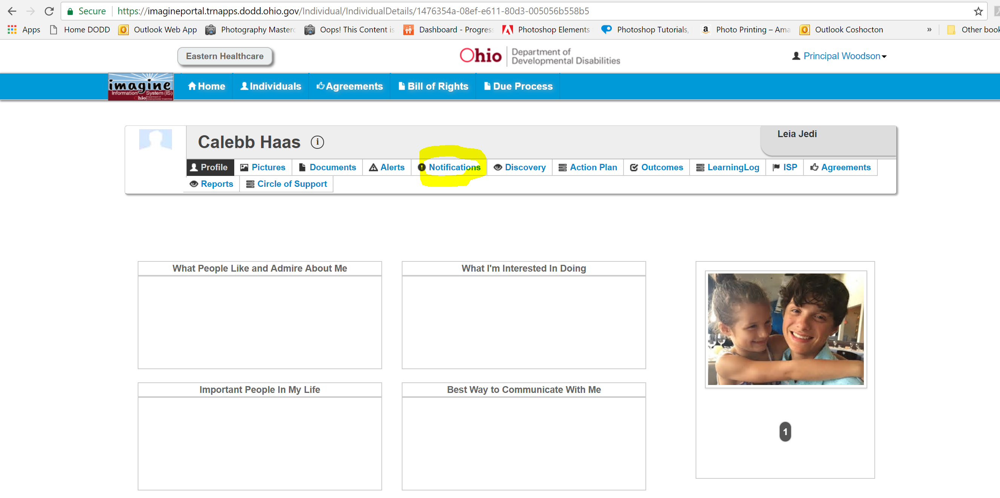 Secure https://imagineportal.trnapps.dodd.ohio.gov/Individual/IndividualDetails/1476354a-08ef-e611-80d3-005056b558b5
Apps Home DODD Outlook Web App Photography Masterc Oops! This Content is Dashboard - Progress Photoshop Elements Photoshop Tutorials, Photo Printing – Ama Outlook Coshocton » Other book
Eastern Healthcare
Ohio Department of
Developmental Disabilities
Principal Woodson
imagine
Information System (IS)
Ohio
Home Individuals Agreements Bill of Rights Due Process
Calebb Haas i
Leia Jedi
Profile Pictures Documents Alerts Notifications Discovery Action Plan Outcomes LearningLog ISP Agreements
Reports Circle of Support
What People Like and Admire About Me What I'm Interested In Doing
Important People In My Life Best Way to Communicate With Me
1